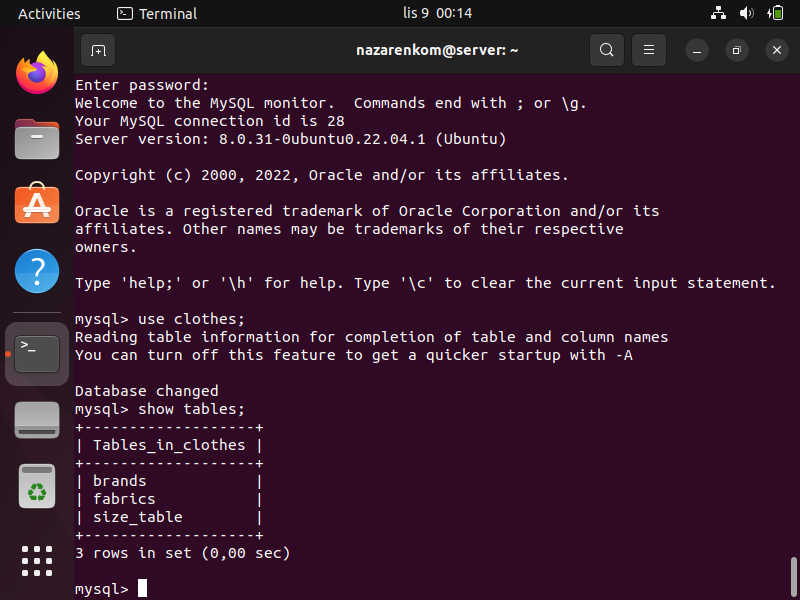 Activities Terminal lis 9 00:14
nazarenkom@server: ~
Enter password:
Welcome to the MySQL monitor.  Commands end with ; or \g.
Your MySQL connection id is 28
Server version: 8.0.31-0ubuntu0.22.04.1 (Ubuntu)
Copyright (c) 2000, 2022, Oracle and/or its affiliates.
Oracle is a registered trademark of Oracle Corporation and/or its
affiliates. Other names may be trademarks of their respective
owners.
Type 'help;' or '\h' for help. Type '\c' to clear the current input statement.
mysql> use clothes;
Reading table information for completion of table and column names
You can turn off this feature to get a quicker startup with -A
Database changed
mysql> show tables;
+-------------------+
| Tables_in_clothes |
+-------------------+
| brands            |
| fabrics           |
| size_table        |
+-------------------+
3 rows in set (0,00 sec)
mysql>